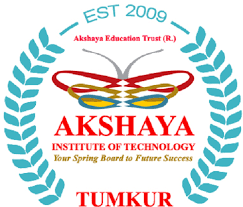 EST 2009
Akshaya Education Trust (R.)
AKSHAYA
INSTITUTE OF TECHNOLOGY
Your Spring Board to Future Success
TUMKUR